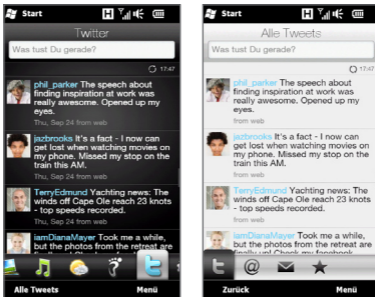 Start
Twitter
Was tust Du gerade?
17:47
phil_parker The speech about
finding inspiration at work was
really awesome. Opened up my
eyes.
Thu, Sep 24 from web
jazbrooks It's a fact - I now can
get lost when watching movies on
my phone. Missed my stop on the
train this AM.
Thu, Sep 24 from web
TerryEdmund Yachting news: The
winds off Cape Ole reach 23 knots
- top speeds recorded.
Thu, Sep 24 from web
iamDianaMayer Took me a while,
but the photos from the retreat are
Alle Tweets
Menü
Start
Alle Tweets
Was tust Du gerade?
17:47
phil_parker The speech about
finding inspiration at work was
really awesome. Opened up my
eyes.
from web
jazbrooks It's a fact - I now can
get lost when watching movies on
my phone. Missed my stop on the
train this AM.
from web
TerryEdmund Yachting news: The
winds off Cape Ole reach 23 knots
- top speeds recorded.
from web
iamDianaMayer Took me a while,
but the photos from the retreat are
finally up! Check my facebook
Zurück
Menü